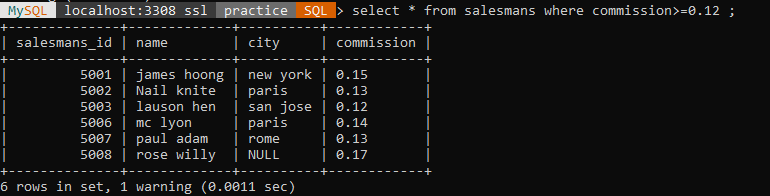 MySQL localhost:3308 ssl practice SQL > select * from salesmans where commission>=0.12 ;
+-------------+-------------+----------+------------+
| salesmans_id | name | city | commission |
+-------------+-------------+----------+------------+
| 5001 | james hoong | new york | 0.15 |
| 5002 | Nail knite | paris | 0.13 |
| 5003 | lauson hen | san jose | 0.12 |
| 5006 | mc lyon | paris | 0.14 |
| 5007 | paul adam | rome | 0.13 |
| 5008 | rose willy | NULL | 0.17 |
+-------------+-------------+----------+------------+
6 rows in set, 1 warning (0.0011 sec)